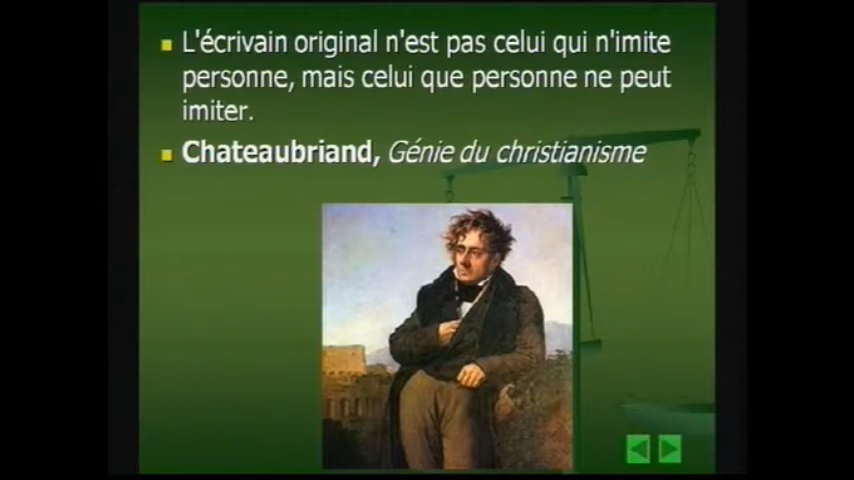 L'écrivain original n'est pas celui qui n'imite
personne, mais celui que personne ne peut
imiter.
Chateaubriand, Génie du christianisme